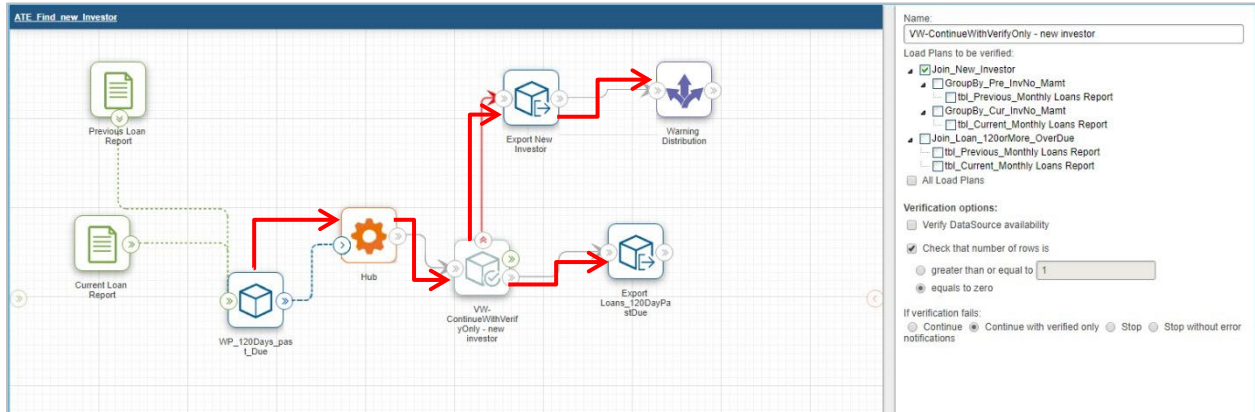 ATE_Find_new_Investor
Previous Loan
Report
Current Loan
Report
WP_120Days_pas
t_Due
Hub
VW-
ContinueWithVerif
yOnly - new
investor
Export New
Investor
Warning
Distribution
Export
Loans_120DayPa
stDue
Name:
VW-ContinueWithVerifyOnly - new investor
Load Plans to be verified:
Join_New_Investor
GroupBy_Pre_InvNo_Mamt
tbl_Previous_Monthly Loans Report
GroupBy_Cur_InvNo_Mamt
tbl_Current_Monthly Loans Report
Join_Loan_120orMore_OverDue
tbl_Previous_Monthly Loans Report
tbl_Current_Monthly Loans Report
All Load Plans
Verification options:
Verify DataSource availability
Check that number of rows is
greater than or equal to 1
equals to zero
If verification fails:
Continue Continue with verified only Stop Stop without error
notifications